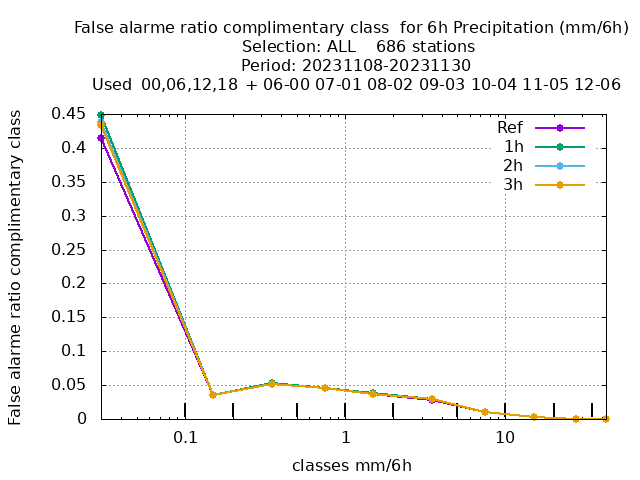 False alarme ratio complimentary class  for 6h Precipitation (mm/6h)
Selection: ALL    686 stations
Period: 20231108-20231130
Used  00,06,12,18  + 06-00 07-01 08-02 09-03 10-04 11-05 12-06
False alarme ratio complimentary class
0.45
0.4
0.35
0.3
0.25
0.2
0.15
0.1
0.05
0
Ref
1h
2h
3h
0.1
1
10
classes mm/6h